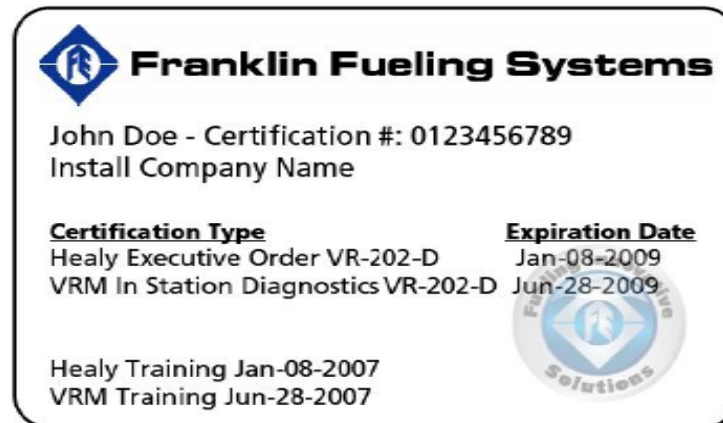 Franklin Fueling Systems
John Doe - Certification #: 0123456789
Install Company Name
Certification Type Expiration Date
Healy Executive Order VR-202-D Jan-08-2009
VRM In Station Diagnostics VR-202-D Jun-28-2009
Healy Training Jan-08-2007
VRM Training Jun-28-2007
Solutions